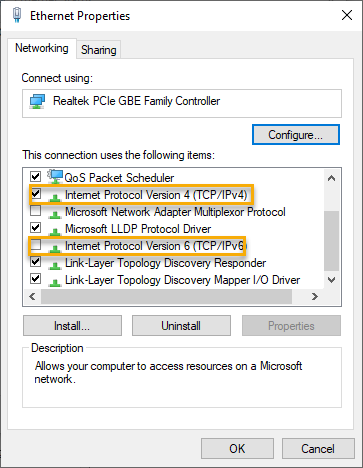 Ethernet Properties
Networking
Sharing
Connect using:
Realtek PCIe GBE Family Controller
Configure...
This connection uses the following items:
QoS Packet Scheduler
Internet Protocol Version 4 (TCP/IPv4)
Microsoft Network Adapter Multiplexor Protocol
Microsoft LLDP Protocol Driver
Internet Protocol Version 6 (TCP/IPv6)
Link-Layer Topology Discovery Responder
Link-Layer Topology Discovery Mapper I/O Driver
Install...
Uninstall
Properties
Description
Allows your computer to access resources on a Microsoft
network.
OK
Cancel